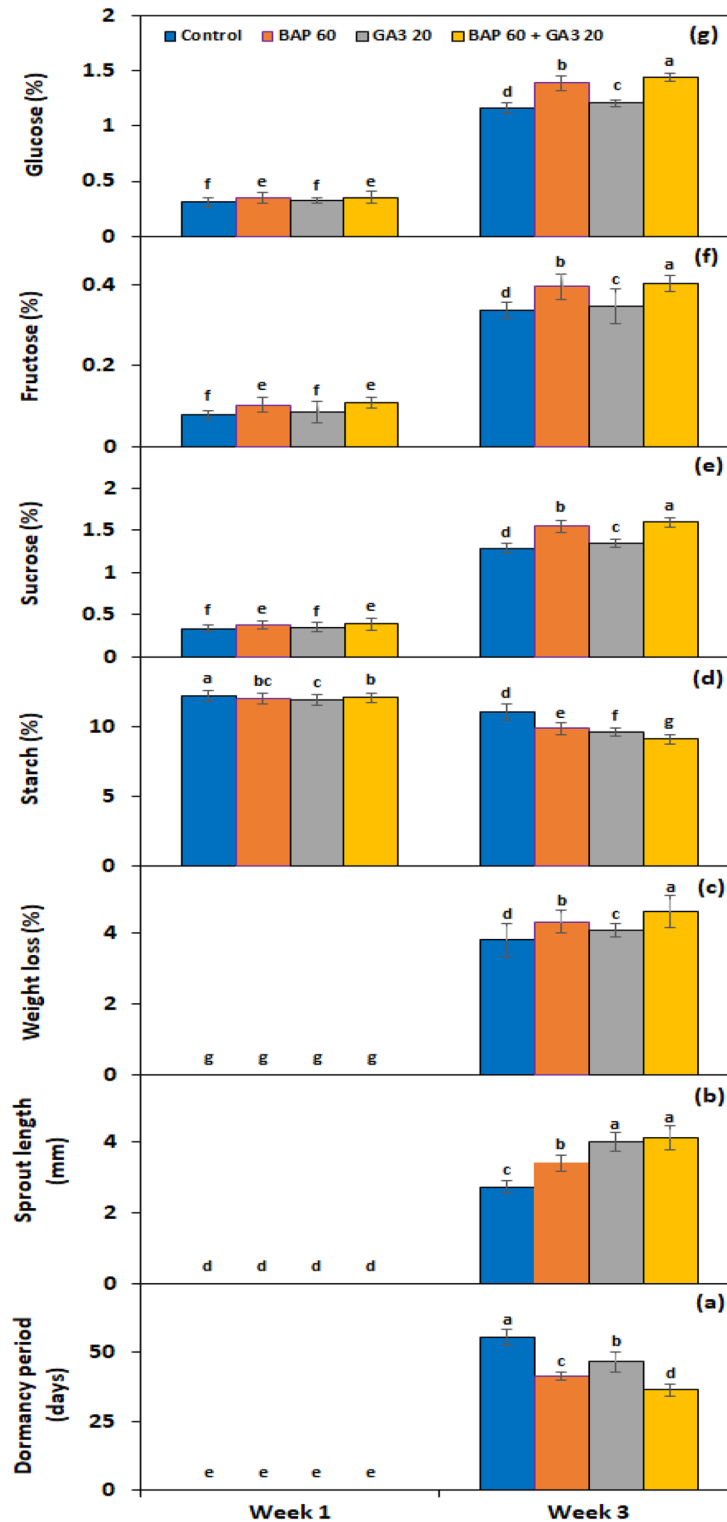 2
Control BAP 60 GA3 20 BAP 60 + GA3 20 (g)
1.5
1
0.5
0
Glucose (%)
f e f e d b c a
(f)
0.4
0.2
0
Fructose (%)
f e f e d b c a
(e)
2
1.5
1
0.5
0
Sucrose (%)
f e f e d b c a
(d)
10
5
0
Starch (%)
a bc c b d e f g
(c)
4
2
0
Weight loss (%)
g g g g d b c a
(b)
4
2
0
Sprout length
(mm)
d d d d c b a a
(a)
50
25
0
Dormancy period
(days)
e e e e a c b d
Week 1 Week 3